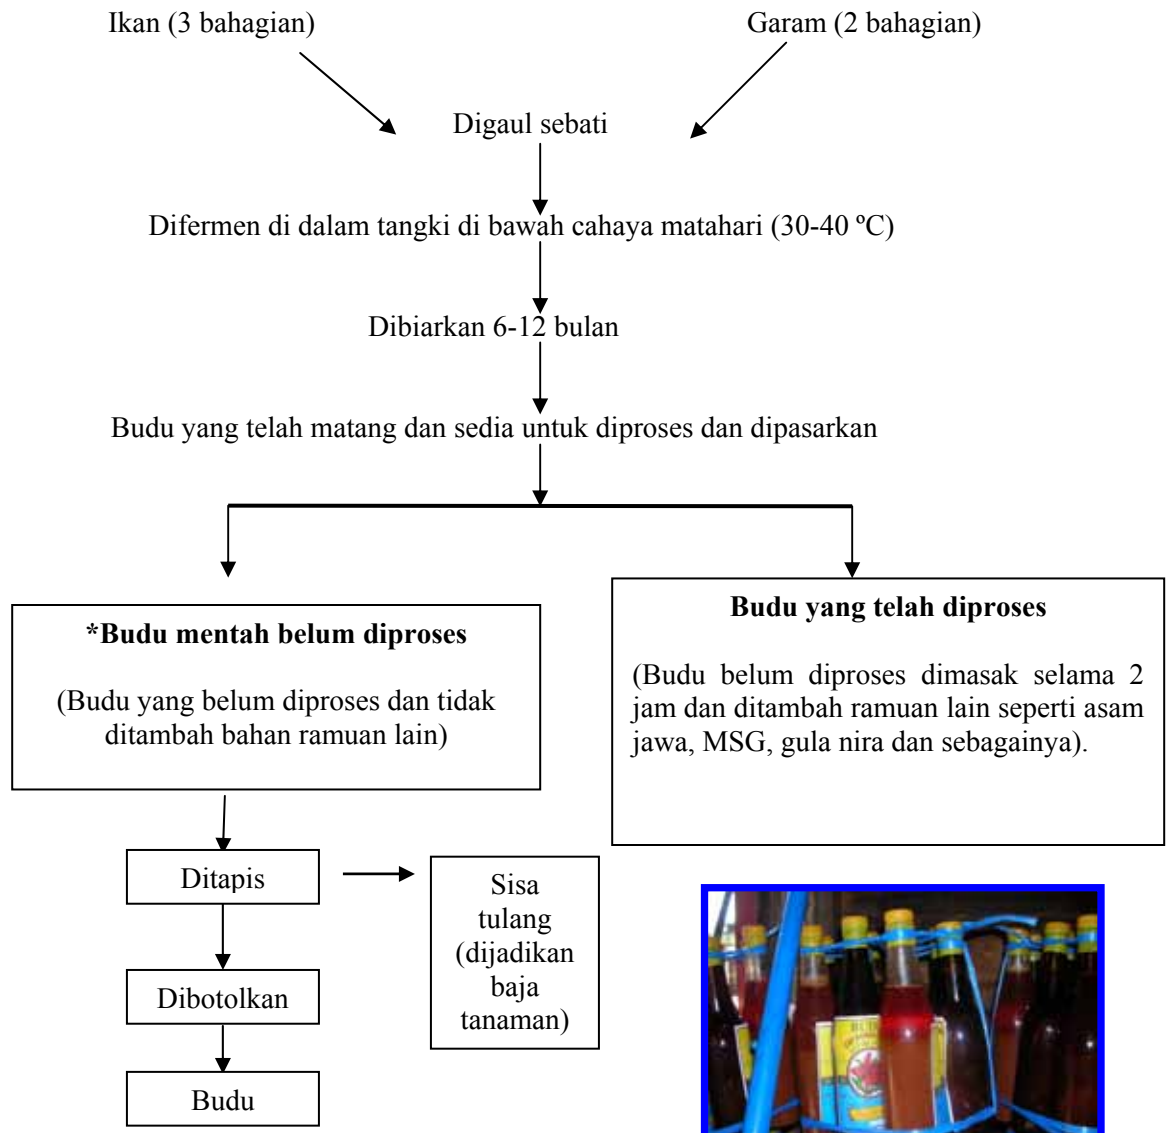 Ikan (3 bahagian)
Garam (2 bahagian)
Digaul sebati
Difermen di dalam tangki di bawah cahaya matahari (30-40 ºC)
Dibiarkan 6-12 bulan
Budu yang telah matang dan sedia untuk diproses dan dipasarkan
*Budu mentah belum diproses
(Budu yang belum diproses dan tidak
ditambah bahan ramuan lain)
Budu yang telah diproses
(Budu belum diproses dimasak selama 2
jam dan ditambah ramuan lain seperti asam
jawa, MSG, gula nira dan sebagainya).
Ditapis
Sisa
tulang
(dijadikan
baja
tanaman)
Dibotolkan
Budu